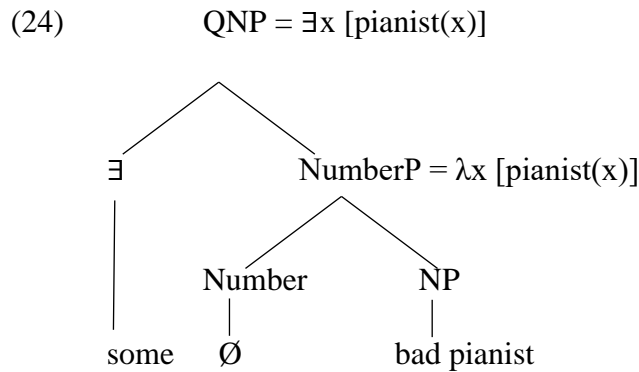 (24) QNP = ∃x [pianist(x)]
∃ NumberP = λx [pianist(x)]
Number NP
some Ø bad pianist